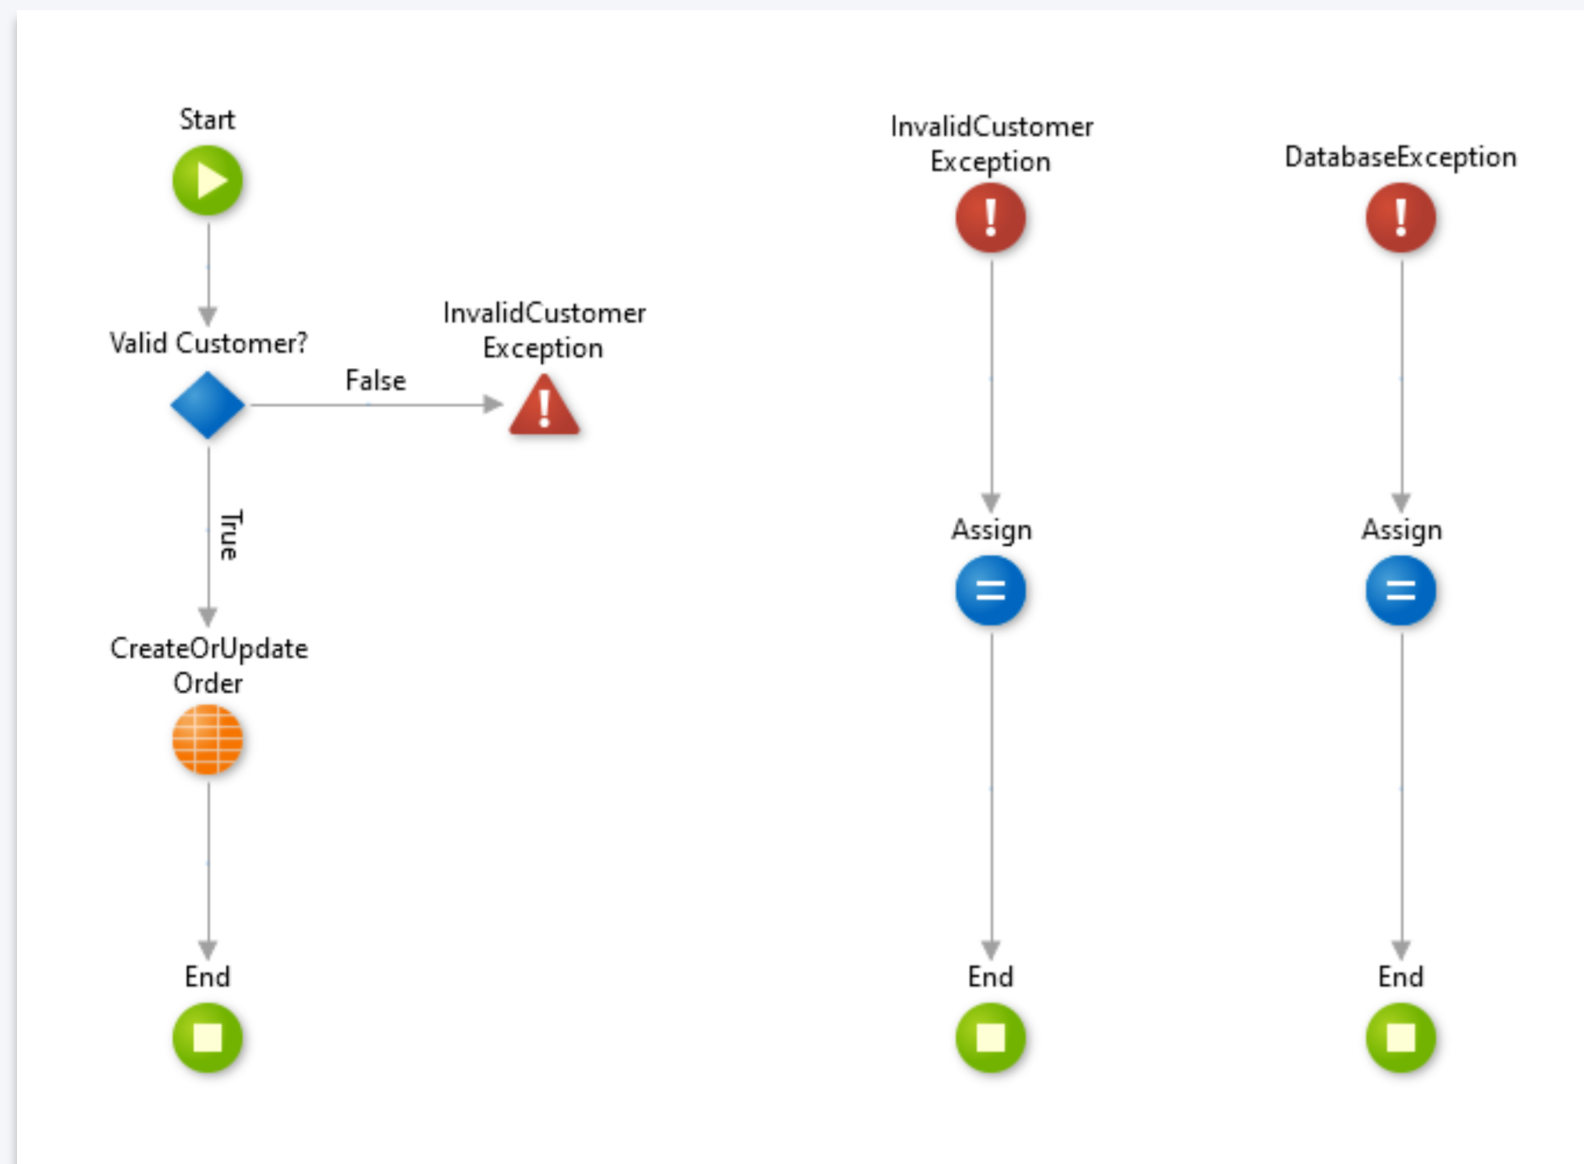 Start
Valid Customer?
False
InvalidCustomer
Exception
True
CreateOrUpdate
Order
End
InvalidCustomer
Exception
Assign
End
DatabaseException
Assign
End